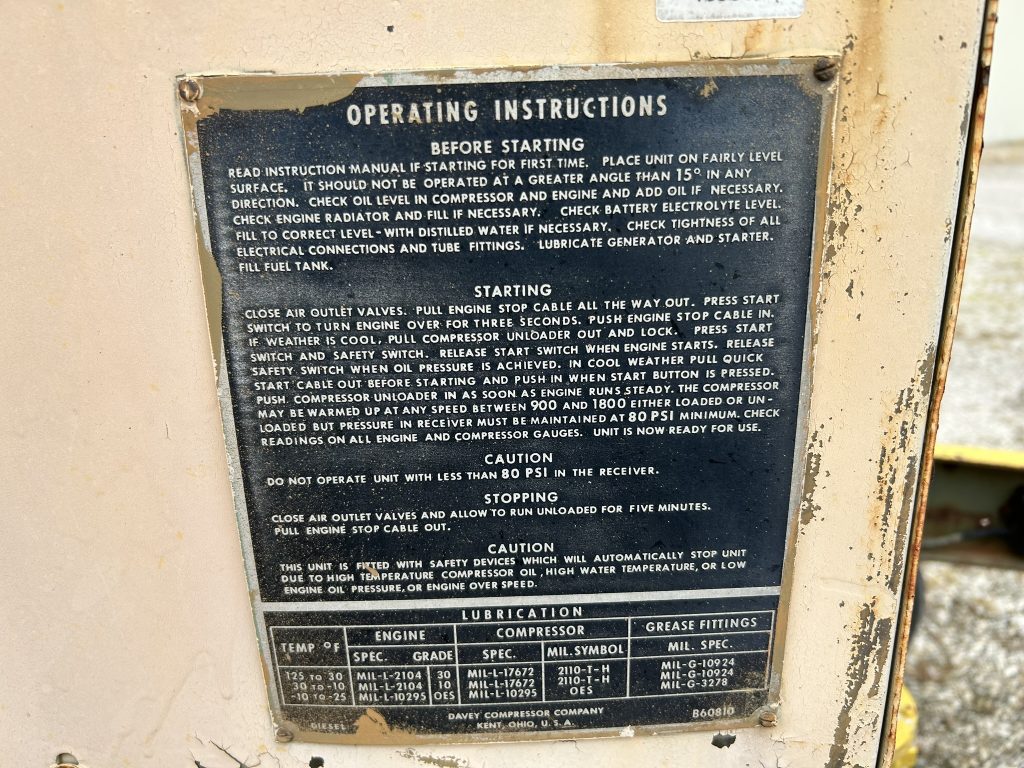 OPERATING INSTRUCTIONS
BEFORE STARTING
READ INSTRUCTION MANUAL IF STARTING FOR FIRST TIME. PLACE UNIT ON FAIRLY LEVEL
SURFACE. IT SHOULD NOT BE OPERATED AT A GREATER ANGLE THAN 15° IN ANY
DIRECTION. CHECK OIL LEVEL IN COMPRESSOR AND ENGINE AND ADD OIL IF NECESSARY.
CHECK ENGINE RADIATOR AND FILL IF NECESSARY. CHECK BATTERY ELECTROLYTE LEVEL.
FILL TO CORRECT LEVEL - WITH DISTILLED WATER IF NECESSARY. CHECK TIGHTNESS OF ALL
ELECTRICAL CONNECTIONS AND TUBE FITTINGS. LUBRICATE GENERATOR AND STARTER.
FILL FUEL TANK.
STARTING
CLOSE AIR OUTLET VALVES. PULL ENGINE STOP CABLE ALL THE WAY OUT. PRESS START
SWITCH TO TURN ENGINE OVER FOR THREE SECONDS. PUSH ENGINE STOP CABLE IN.
IF WEATHER IS COOL, PULL COMPRESSOR UNLOADER OUT AND LOCK. PRESS START
SWITCH AND SAFETY SWITCH. RELEASE START SWITCH WHEN ENGINE STARTS. RELEASE
SAFETY SWITCH WHEN OIL PRESSURE IS ACHIEVED. IN COOL WEATHER PULL QUICK
START CABLE OUT BEFORE STARTING AND PUSH IN WHEN START BUTTON IS PRESSED.
PUSH COMPRESSOR UNLOADER IN AS SOON AS ENGINE RUNS STEADY. THE COMPRESSOR
MAY BE WARMED UP AT ANY SPEED BETWEEN 900 AND 1800 EITHER LOADED OR UN-
LOADED BUT PRESSURE IN RECEIVER MUST BE MAINTAINED AT 80 PSI MINIMUM. CHECK
READINGS ON ALL ENGINE AND COMPRESSOR GAUGES. UNIT IS NOW READY FOR USE.
CAUTION
DO NOT OPERATE UNIT WITH LESS THAN 80 PSI IN THE RECEIVER.
STOPPING
CLOSE AIR OUTLET VALVES AND ALLOW TO RUN UNLOADED FOR FIVE MINUTES.
PULL ENGINE STOP CABLE OUT.
CAUTION
THIS UNIT IS FITTED WITH SAFETY DEVICES WHICH WILL AUTOMATICALLY STOP UNIT
DUE TO HIGH TEMPERATURE COMPRESSOR OIL, HIGH WATER TEMPERATURE, OR LOW
ENGINE OIL PRESSURE, OR ENGINE OVER SPEED.
LUBRICATION
TEMP °F ENGINE COMPRESSOR GREASE FITTINGS
SPEC. GRADE SPEC. MIL. SYMBOL MIL. SPEC.
125 TO 30 MIL-L-2104 30 MIL-L-17672 2110-T-H MIL-G-10924
30 TO -10 MIL-L-2104 10 MIL-L-17672 2110-T-H MIL-G-10924
-10 TO -25 MIL-L-10295 OES MIL-L-10295 OES MIL-G-3278
DIESEL DAVEY COMPRESSOR COMPANY B60810
KENT, OHIO, U.S.A.